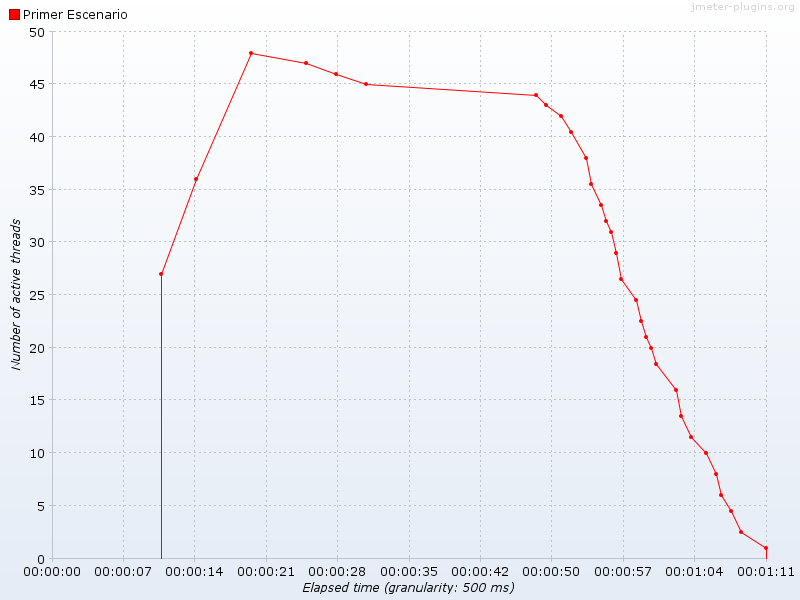 jmeter-plugins.org
Primer Escenario
50
45
40
35
30
25
20
15
10
5
0
Number of active threads
00:00:00 00:00:07 00:00:14 00:00:21 00:00:28 00:00:35 00:00:42 00:00:50 00:00:57 00:01:04 00:01:11
Elapsed time (granularity: 500 ms)